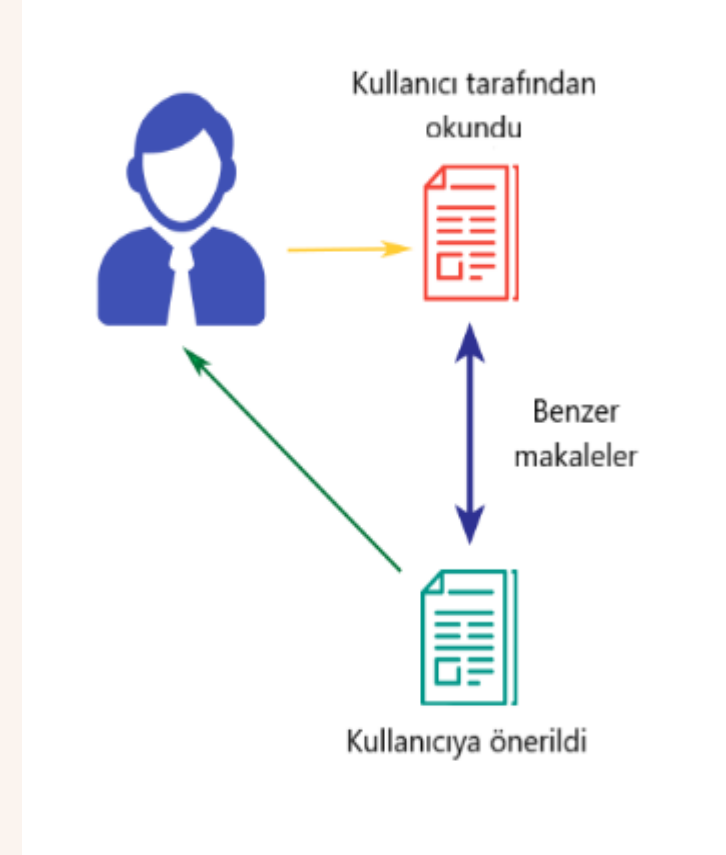 Kullanıcı tarafından
okundu
Benzer
makaleler
Kullanıcıya önerildi